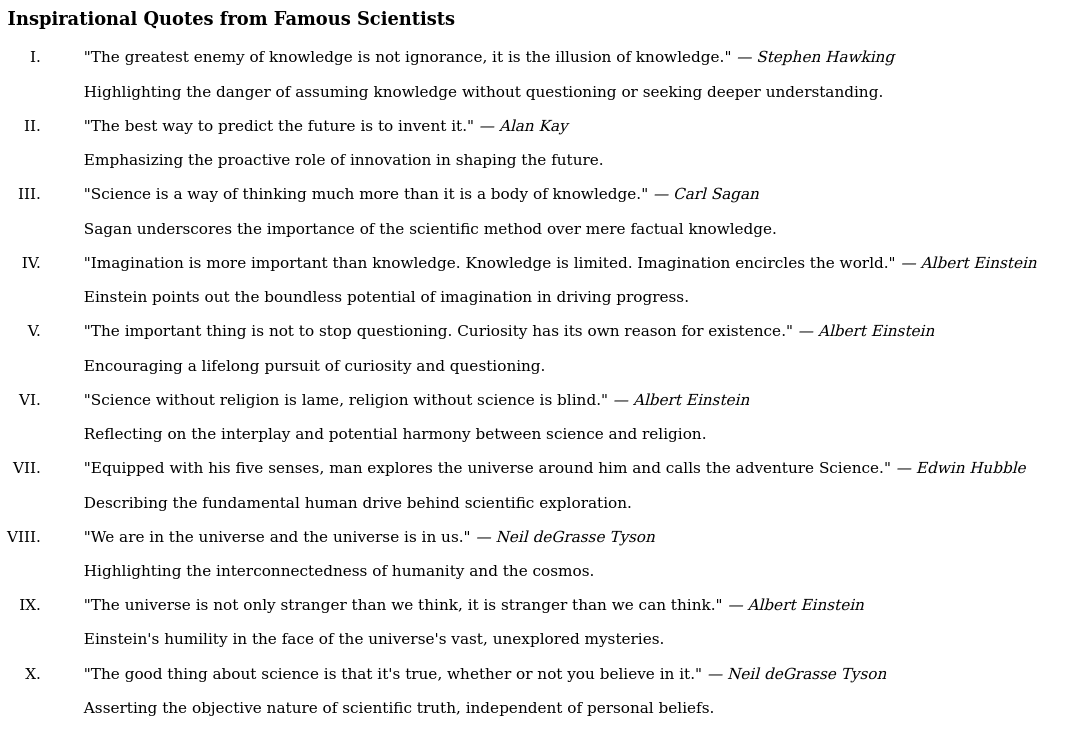 Inspirational Quotes from Famous Scientists
I. "The greatest enemy of knowledge is not ignorance, it is the illusion of knowledge." — Stephen Hawking
Highlighting the danger of assuming knowledge without questioning or seeking deeper understanding.
II. "The best way to predict the future is to invent it." — Alan Kay
Emphasizing the proactive role of innovation in shaping the future.
III. "Science is a way of thinking much more than it is a body of knowledge." — Carl Sagan
Sagan underscores the importance of the scientific method over mere factual knowledge.
IV. "Imagination is more important than knowledge. Knowledge is limited. Imagination encircles the world." — Albert Einstein
Einstein points out the boundless potential of imagination in driving progress.
V. "The important thing is not to stop questioning. Curiosity has its own reason for existence." — Albert Einstein
Encouraging a lifelong pursuit of curiosity and questioning.
VI. "Science without religion is lame, religion without science is blind." — Albert Einstein
Reflecting on the interplay and potential harmony between science and religion.
VII. "Equipped with his five senses, man explores the universe around him and calls the adventure Science." — Edwin Hubble
Describing the fundamental human drive behind scientific exploration.
VIII. "We are in the universe and the universe is in us." — Neil deGrasse Tyson
Highlighting the interconnectedness of humanity and the cosmos.
IX. "The universe is not only stranger than we think, it is stranger than we can think." — Albert Einstein
Einstein's humility in the face of the universe's vast, unexplored mysteries.
X. "The good thing about science is that it's true, whether or not you believe in it." — Neil deGrasse Tyson
Asserting the objective nature of scientific truth, independent of personal beliefs.